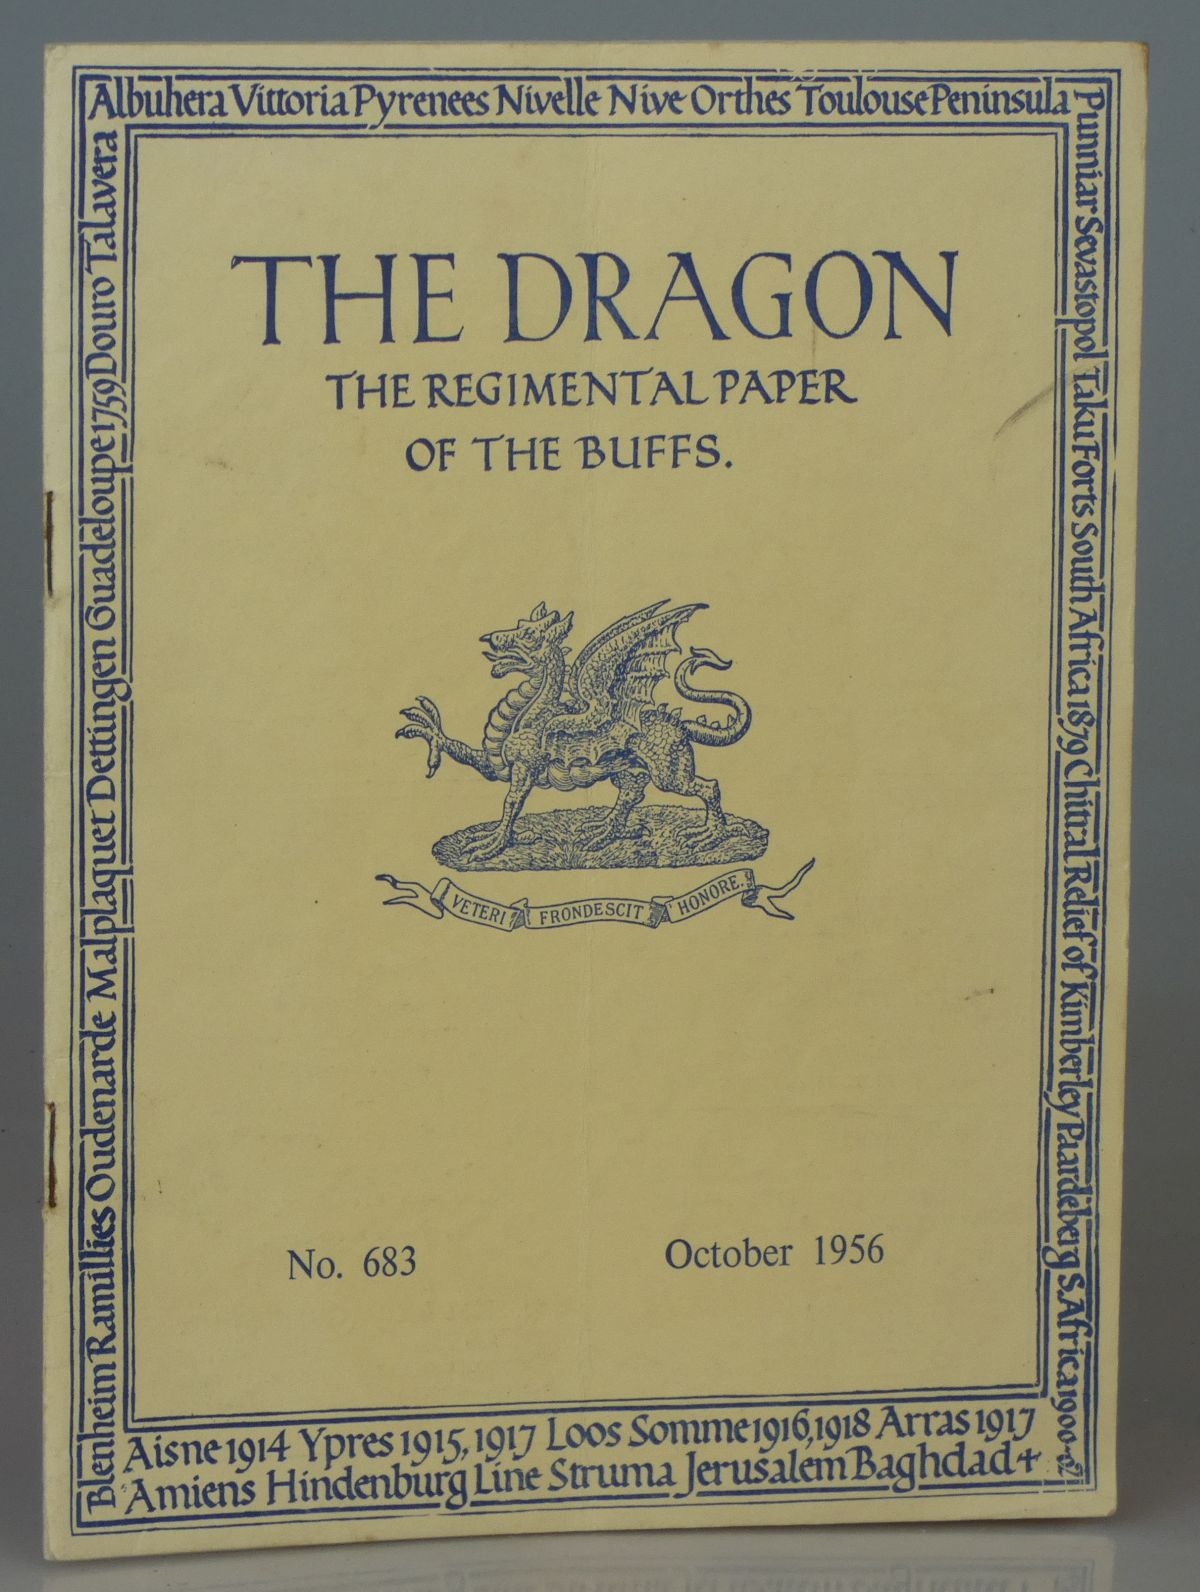 Albuhera Vittoria Pyrenees Nivelle Nive Orthes Toulouse Peninsula
Blenheim Ramillies Oudenarde Malplaquet Dettingen Guadeloupe 1759 Douro Talavera
Punniar Sevastopol Taku Forts South Africa 1879 Chitral Relief of Kimberley Paardeberg S. Africa 1900-02
THE DRAGON
THE REGIMENTAL PAPER
OF THE BUFFS.
VETERI FRONDESCIT HONORE.
No. 683 October 1956
Aisne 1914 Ypres 1915, 1917 Loos Somme 1916, 1918 Arras 1917
Amiens Hindenburg Line Struma Jerusalem Baghdad +